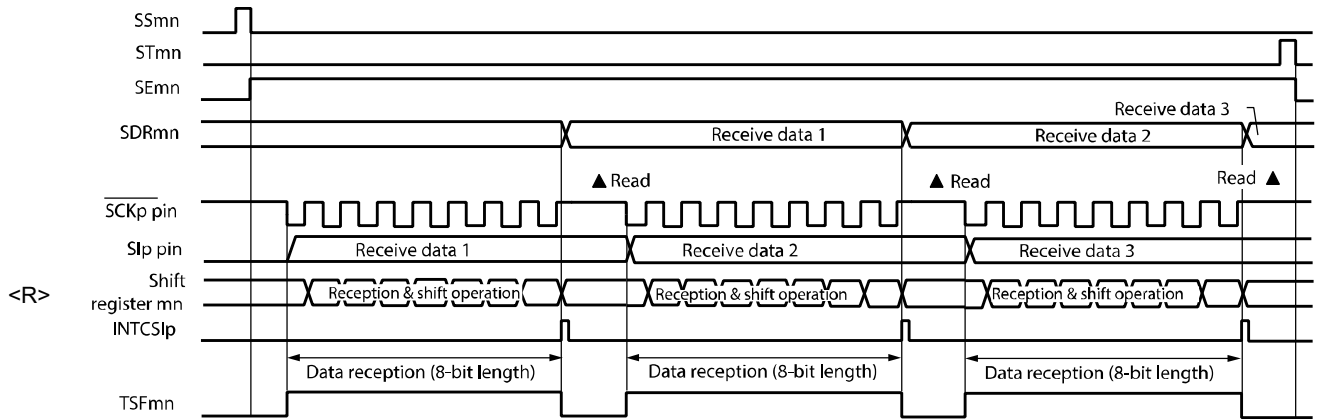 SSmn
STmn
SEmn
Receive data 3
SDRmn Receive data 1 Receive data 2
▲ Read ▲ Read Read ▲
SCKp pin
SIp pin Receive data 1 Receive data 2 Receive data 3
Shift
<R> register mn Reception & shift operation Reception & shift operation Reception & shift operation
INTCSIp
Data reception (8-bit length) Data reception (8-bit length) Data reception (8-bit length)
TSFmn